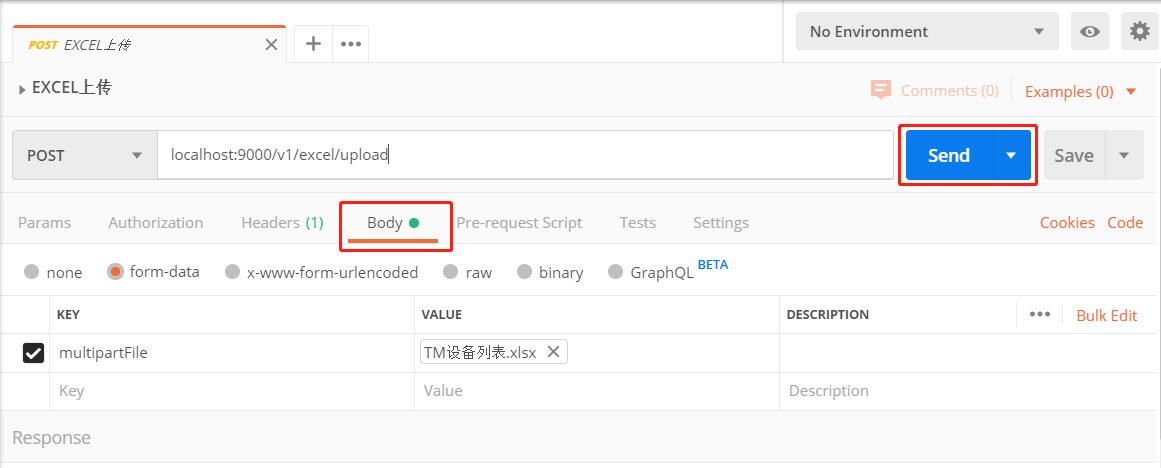 POST EXCEL上传
No Environment
EXCEL上传
Comments (0)
Examples (0)
POST
localhost:9000/v1/excel/upload
Send
Save
Params
Authorization
Headers (1)
Body
Pre-request Script
Tests
Settings
Cookies
Code
none
form-data
x-www-form-urlencoded
raw
binary
GraphQL
BETA
KEY
VALUE
DESCRIPTION
Bulk Edit
multipartFile
TM设备列表.xlsx
Key
Value
Description
Response